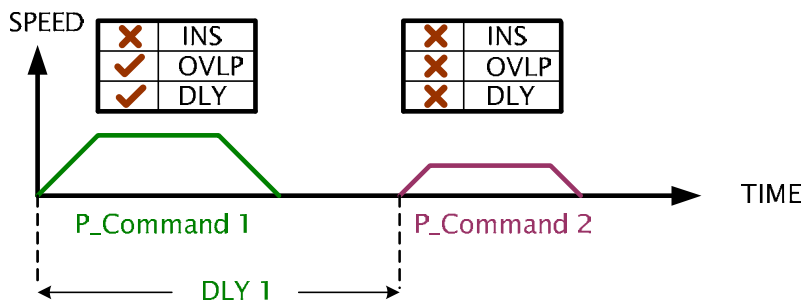 SPEED
INS
OVLP
DLY
INS
OVLP
DLY
TIME
P_Command 1
P_Command 2
DLY 1